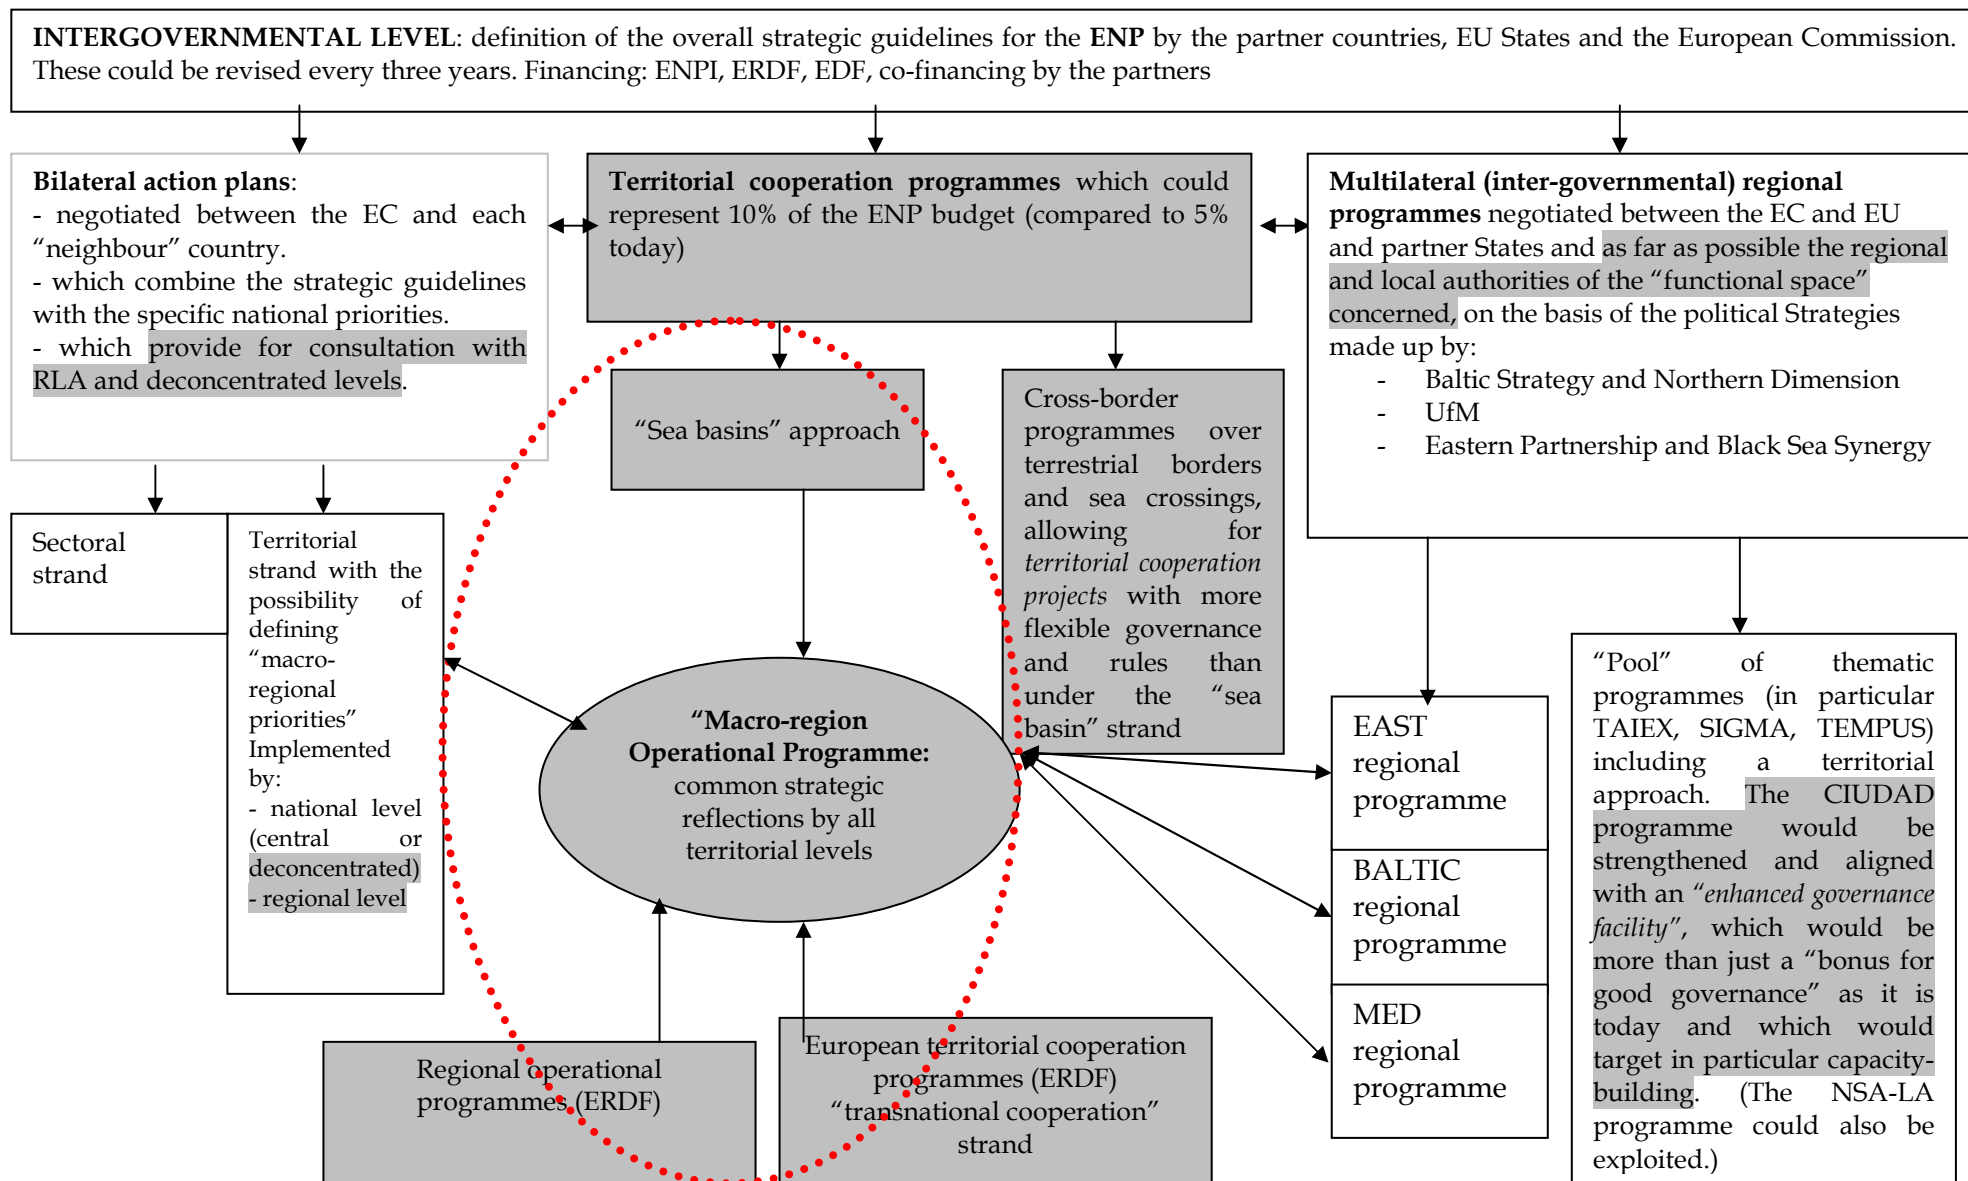 INTERGOVERNMENTAL LEVEL: definition of the overall strategic guidelines for the ENP by the partner countries, EU States and the European Commission.
These could be revised every three years. Financing: ENPI, ERDF, EDF, co-financing by the partners
Bilateral action plans:
- negotiated between the EC and each
“neighbour” country.
- which combine the strategic guidelines
with the specific national priorities.
- which provide for consultation with
RLA and deconcentrated levels.
Territorial cooperation programmes which could
represent 10% of the ENP budget (compared to 5%
today)
Multilateral (inter-governmental) regional
programmes negotiated between the EC and EU
and partner States and as far as possible the regional
and local authorities of the “functional space”
concerned, on the basis of the political Strategies
made up by:
- Baltic Strategy and Northern Dimension
- UfM
- Eastern Partnership and Black Sea Synergy
“Sea basins” approach
Cross-border
programmes over
terrestrial borders
and sea crossings,
allowing for
territorial cooperation
projects with more
flexible governance
and rules than
under the “sea
basin” strand
Sectoral
strand
Territorial
strand with the
possibility of
defining
“macro-
regional
priorities”
Implemented
by:
- national level
(central or
deconcentrated)
- regional level
“Macro-region
Operational Programme:
common strategic
reflections by all
territorial levels
EAST
regional
programme
BALTIC
regional
programme
MED
regional
programme
“Pool” of thematic
programmes (in particular
TAIEX, SIGMA, TEMPUS)
including a territorial
approach. The CIUDAD
programme would be
strengthened and aligned
with an “enhanced governance
facility”, which would be
more than just a “bonus for
good governance” as it is
today and which would
target in particular capacity-
building. (The NSA-LA
programme could also be
exploited.)
Regional operational
programmes (ERDF)
European territorial cooperation
programmes (ERDF)
“transnational cooperation”
strand